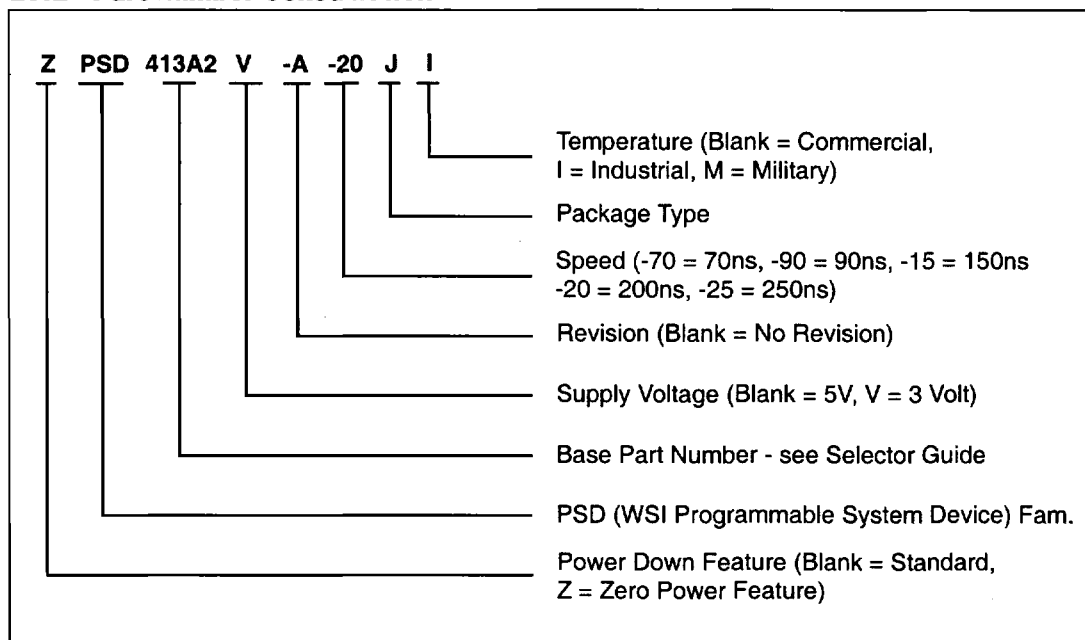 Z PSD 413A2 V -A -20 J I
Temperature (Blank = Commercial,
I = Industrial, M = Military)
Package Type
Speed (-70 = 70ns, -90 = 90ns, -15 = 150ns
-20 = 200ns, -25 = 250ns)
Revision (Blank = No Revision)
Supply Voltage (Blank = 5V, V = 3 Volt)
Base Part Number - see Selector Guide
PSD (WSI Programmable System Device) Fam.
Power Down Feature (Blank = Standard,
Z = Zero Power Feature)